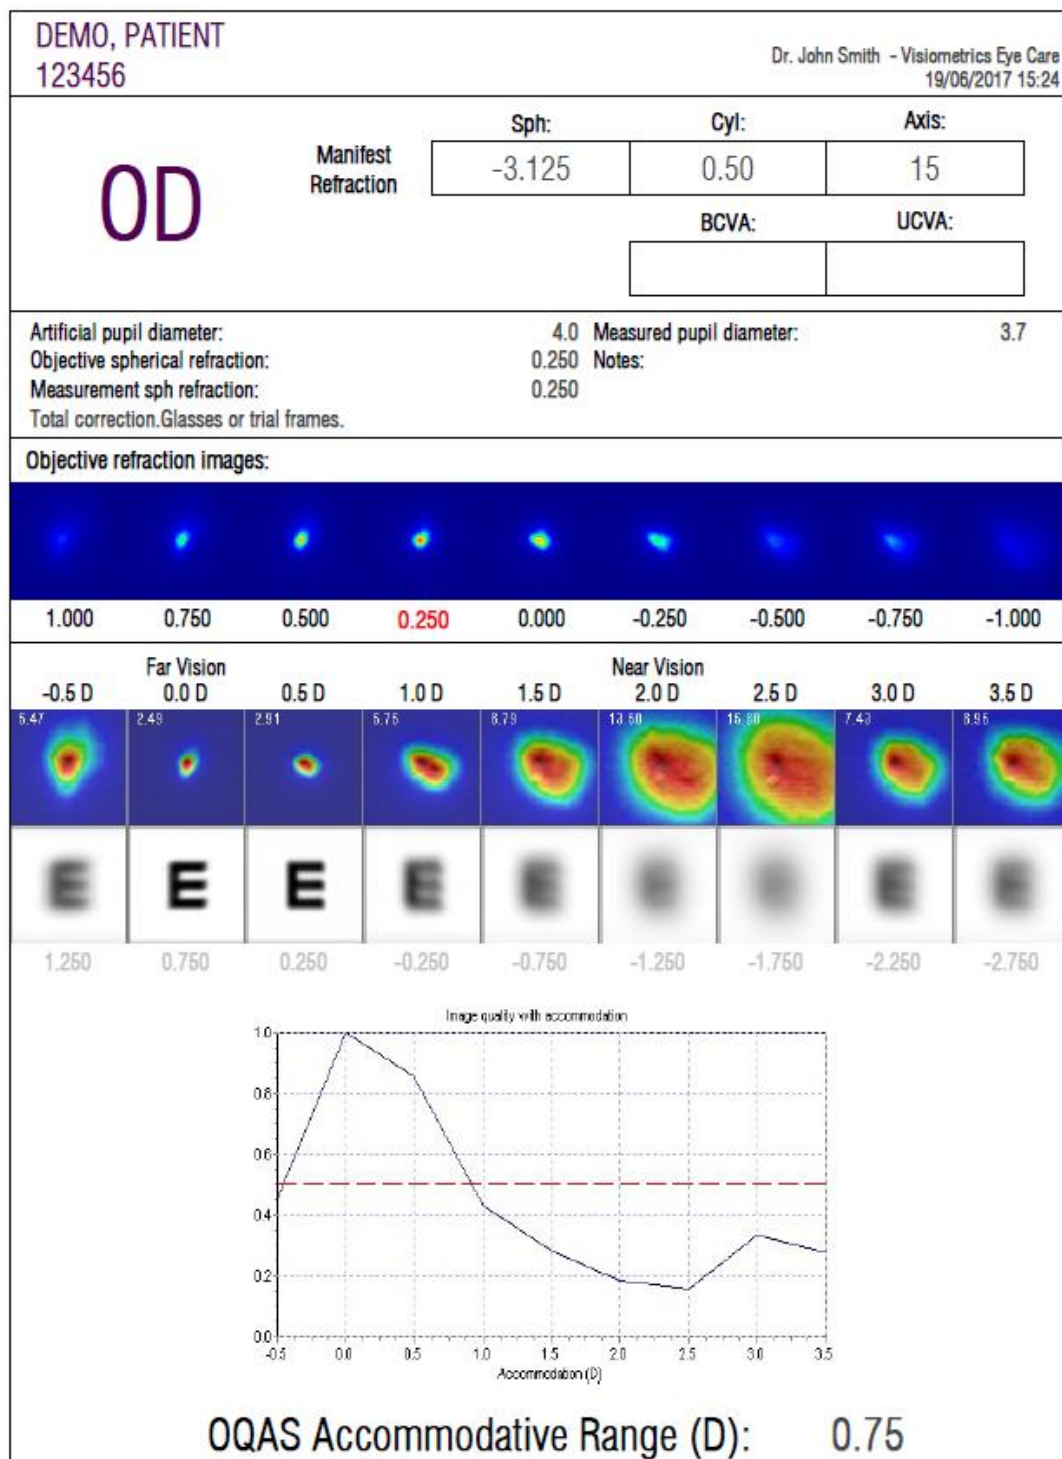 DEMO, PATIENT
123456
Dr. John Smith - Visiometrics Eye Care
19/06/2017 15:24
OD
Manifest Refraction
Sph: Cyl: Axis:
-3.125 0.50 15
BCVA: UCVA:
Artificial pupil diameter: 4.0 Measured pupil diameter: 3.7
Objective spherical refraction: 0.250 Notes:
Measurement sph refraction: 0.250
Total correction.Glasses or trial frames.
Objective refraction images:
1.000 0.750 0.500 0.250 0.000 -0.250 -0.500 -0.750 -1.000
Far Vision Near Vision
-0.5 D 0.0 D 0.5 D 1.0 D 1.5 D 2.0 D 2.5 D 3.0 D 3.5 D
5.47 2.49 2.91 5.75 8.79 13.50 7.43 8.95
E E E E E E E E
1.250 0.750 0.250 -0.250 -0.750 -1.250 -1.750 -2.250 -2.750
Image quality with accommodation
1.0
0.8
0.6
0.4
0.2
0.0
-0.5 0.0 0.5 1.0 1.5 2.0 2.5 3.0 3.5
Accommodation (D)
OQAS Accommodative Range (D): 0.75